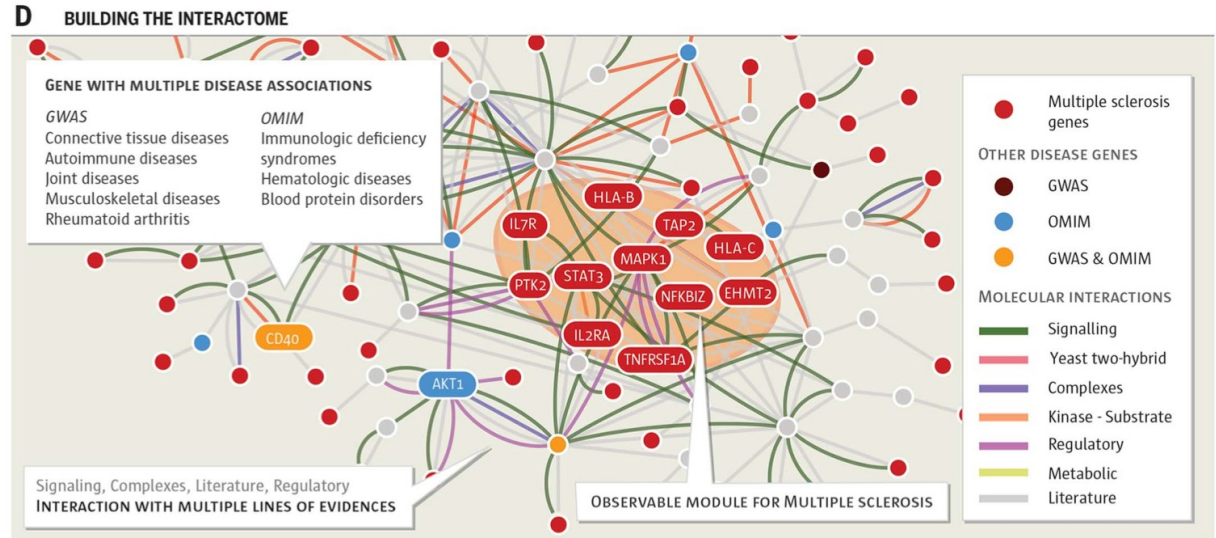 D BUILDING THE INTERACTOME
GENE WITH MULTIPLE DISEASE ASSOCIATIONS
GWAS
Connective tissue diseases
Autoimmune diseases
Joint diseases
Musculoskeletal diseases
Rheumatoid arthritis
OMIM
Immunologic deficiency
syndromes
Hematologic diseases
Blood protein disorders
HLA-B
IL7R
TAP2
HLA-C
MAPK1
STAT3
PTK2
NFKBIZ
EHMT2
IL2RA
TNFRSF1A
CD40
AKT1
Signaling, Complexes, Literature, Regulatory
INTERACTION WITH MULTIPLE LINES OF EVIDENCES
OBSERVABLE MODULE FOR MULTIPLE SCLEROSIS
Multiple sclerosis
genes
OTHER DISEASE GENES
GWAS
OMIM
GWAS & OMIM
MOLECULAR INTERACTIONS
Signalling
Yeast two-hybrid
Complexes
Kinase - Substrate
Regulatory
Metabolic
Literature